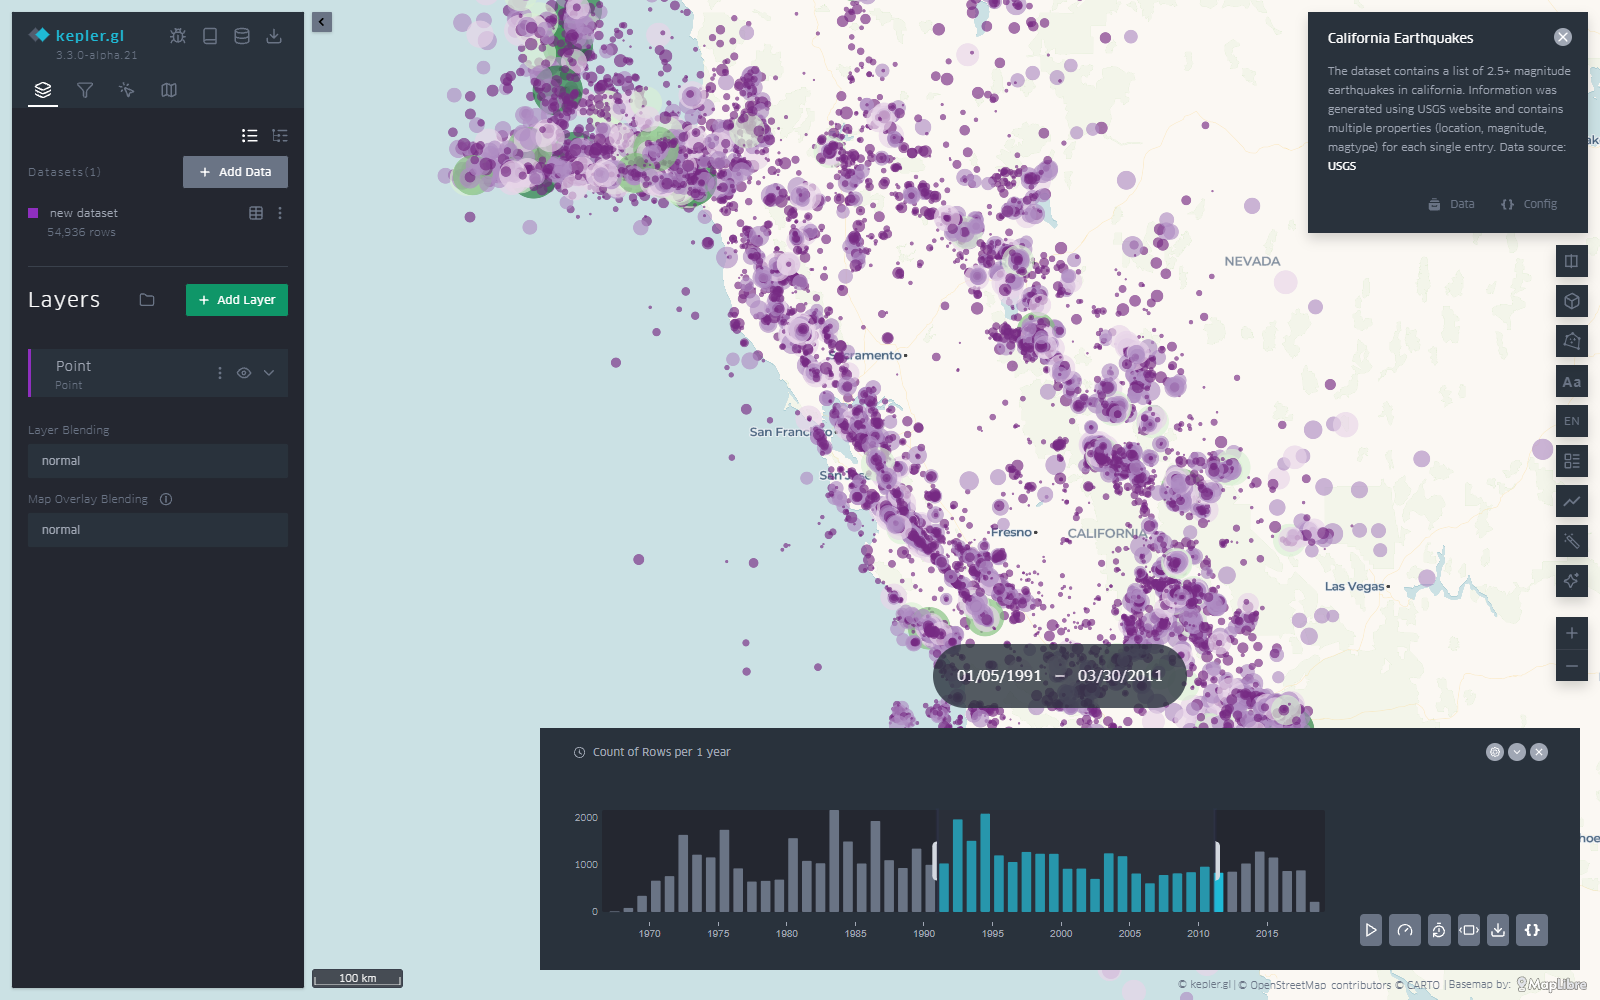 kepler.gl
3.3.0-alpha.21
Datasets(1)
Add Data
new dataset
54,936 rows
Layers
Add Layer
Point
Point
Layer Blending
normal
Map Overlay Blending
normal
California Earthquakes
The dataset contains a list of 2.5+ magnitude
earthquakes in california. Information was
generated using USGS website and contains
multiple properties (location, magnitude,
magtype) for each single entry. Data source:
USGS
Data
Config
Aa
EN
NEVADA
Sacramento
San Francisco
San Jose
Fresno
CALIFORNIA
Las Vegas
01/05/1991 – 03/30/2011
Count of Rows per 1 year
2000
1000
0
1970 1975 1980 1985 1990 1995 2000 2005 2010 2015
100 km
© kepler.gl | © OpenStreetMap contributors © CARTO | Basemap by: MapLibre